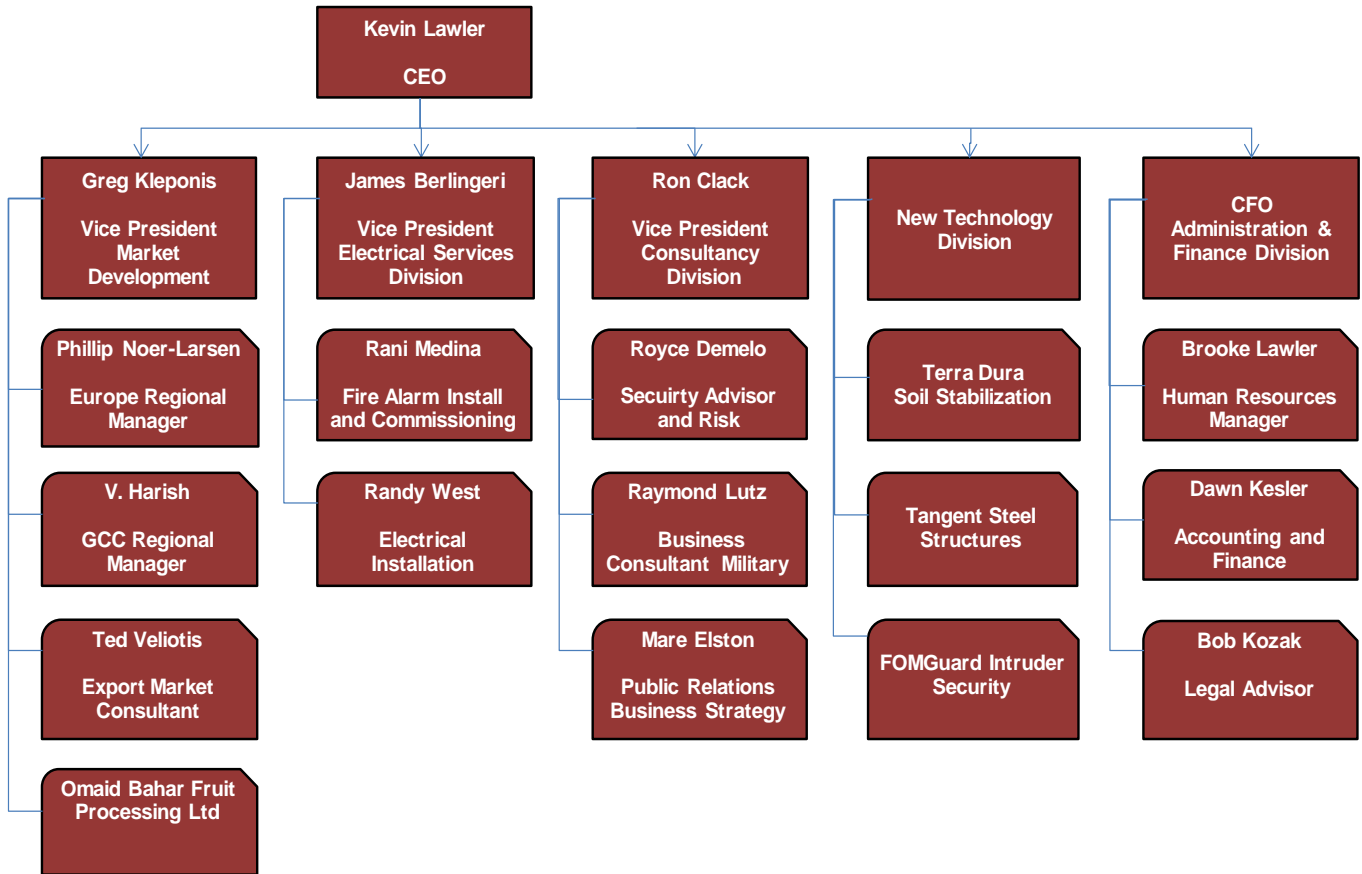 Kevin Lawler
CEO
Greg Kleponis
Vice President
Market
Development
James Berlingeri
Vice President
Electrical Services
Division
Ron Clack
Vice President
Consultancy
Division
New Technology
Division
CFO
Administration &
Finance Division
Phillip Noer-Larsen
Europe Regional
Manager
Rani Medina
Fire Alarm Install
and Commissioning
Royce Demelo
Secuirty Advisor
and Risk
Terra Dura
Soil Stabilization
Brooke Lawler
Human Resources
Manager
V. Harish
GCC Regional
Manager
Randy West
Electrical
Installation
Raymond Lutz
Business
Consultant Military
Tangent Steel
Structures
Dawn Kesler
Accounting and
Finance
Ted Veliotis
Export Market
Consultant
Mare Elston
Public Relations
Business Strategy
FOMGuard Intruder
Security
Bob Kozak
Legal Advisor
Omaid Bahar Fruit
Processing Ltd